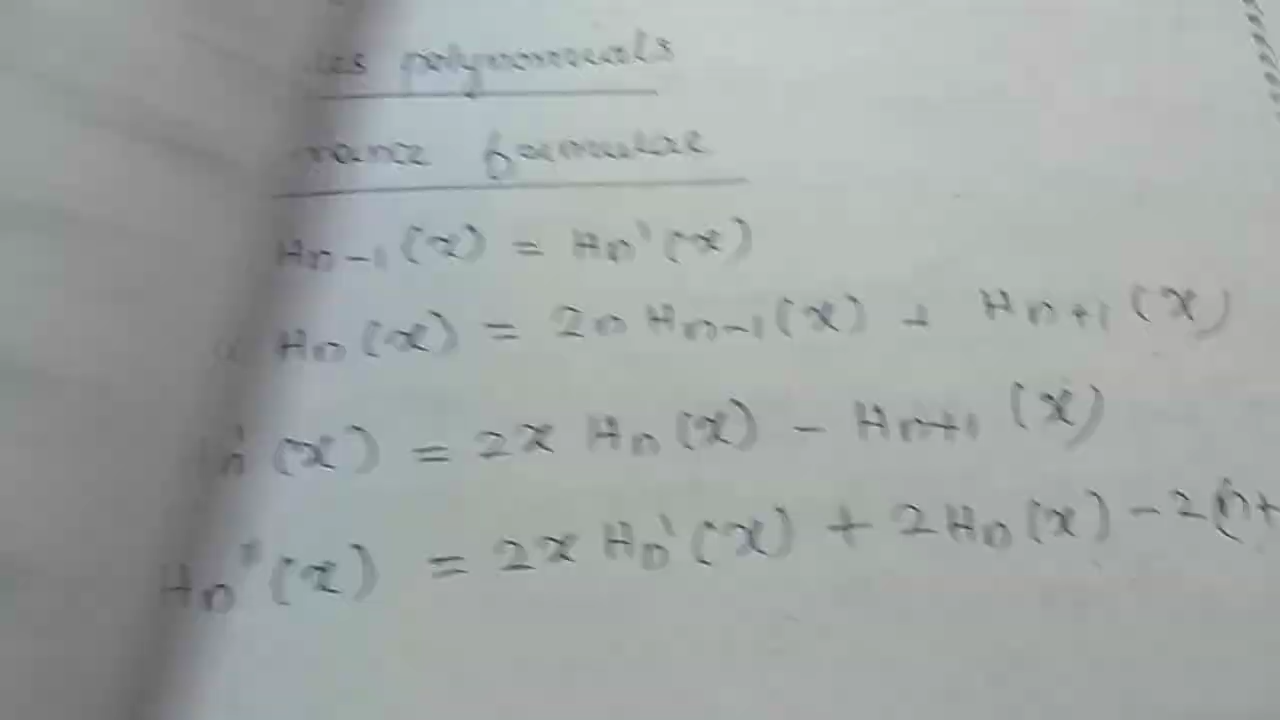 polynomials
formulae
Hn-1(x) = Hn'(x)
Hn(x) = 2n Hn-1(x) + Hn+1(x)
n'(x) = 2x Hn(x) - Hn+1(x)
Hn''(x) = 2x Hn'(x) + 2Hn(x) - 2(n+